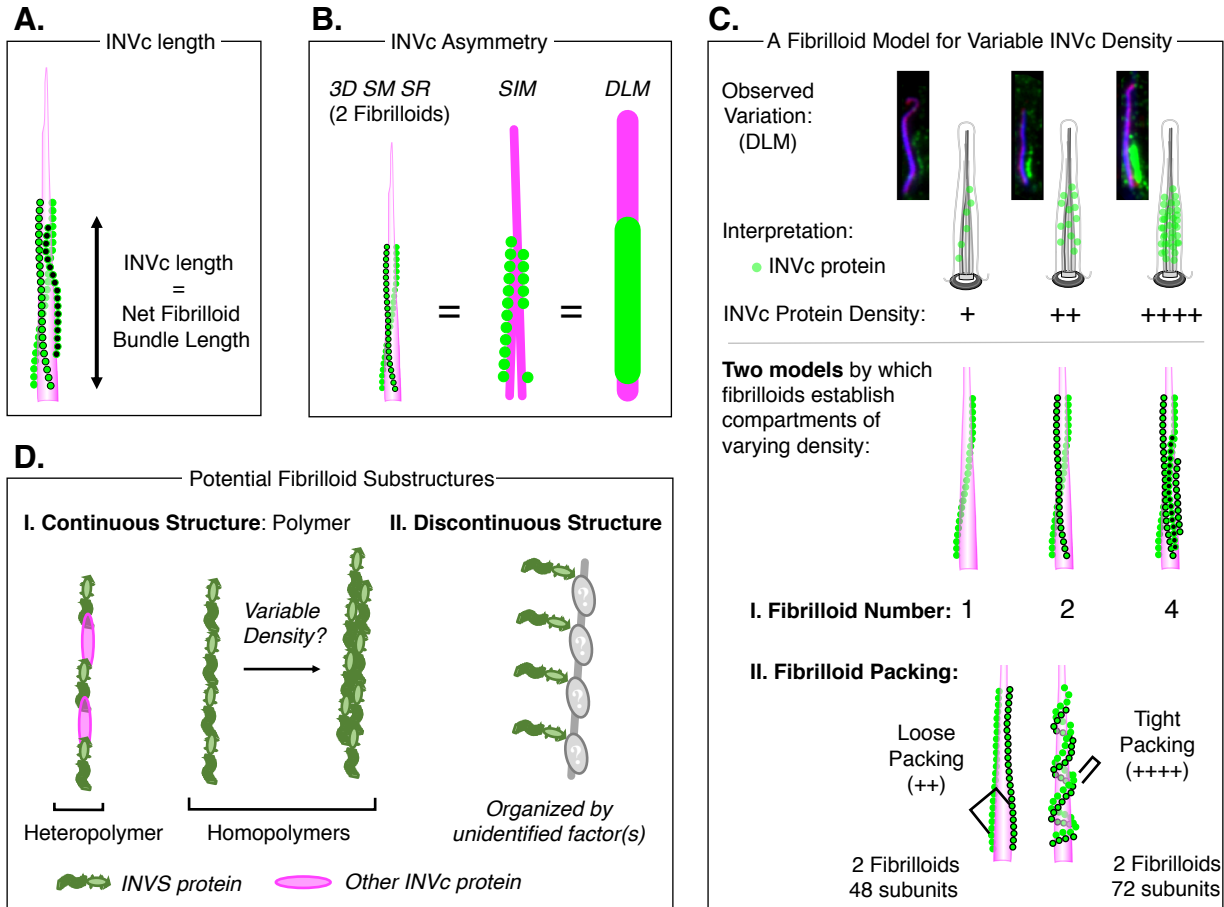 A.
INVc length
INVc length
=
Net Fibrilloid
Bundle Length
B.
INVc Asymmetry
3D SM SR
(2 Fibrilloids)
SIM
DLM
=
=
C.
A Fibrilloid Model for Variable INVc Density
Observed
Variation:
(DLM)
Interpretation:
INVc protein
INVc Protein Density: + ++ ++++
Two models by which
fibrilloids establish
compartments of
varying density:
I. Fibrilloid Number: 1 2 4
II. Fibrilloid Packing:
Loose
Packing
(++)
Tight
Packing
(++++)
2 Fibrilloids
48 subunits
2 Fibrilloids
72 subunits
D.
Potential Fibrilloid Substructures
I. Continuous Structure: Polymer
II. Discontinuous Structure
Variable
Density?
?
?
?
?
Heteropolymer
Homopolymers
Organized by
unidentified factor(s)
INVS protein
Other INVc protein